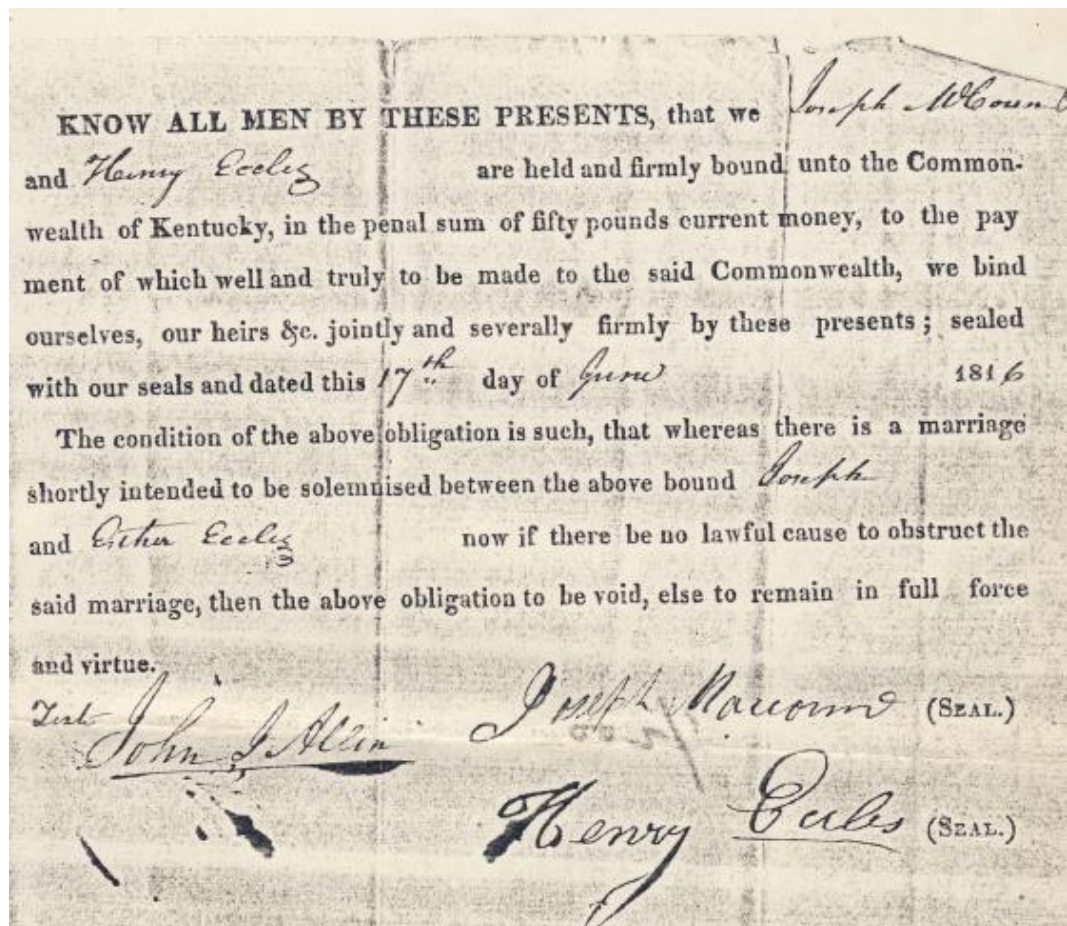 KNOW ALL MEN BY THESE PRESENTS, that we Joseph McCoun
and Henry Eccles are held and firmly bound unto the Common-
wealth of Kentucky, in the penal sum of fifty pounds current money, to the pay
ment of which well and truly to be made to the said Commonwealth, we bind
ourselves, our heirs &c. jointly and severally firmly by these presents; sealed
with our seals and dated this 17th day of June 1816
The condition of the above obligation is such, that whereas there is a marriage
shortly intended to be solemnised between the above bound Joseph
and Esther Eccles now if there be no lawful cause to obstruct the
said marriage, then the above obligation to be void, else to remain in full force
and virtue.
Test John J Allin Joseph (SEAL.)
Henry Eccles (SEAL.)